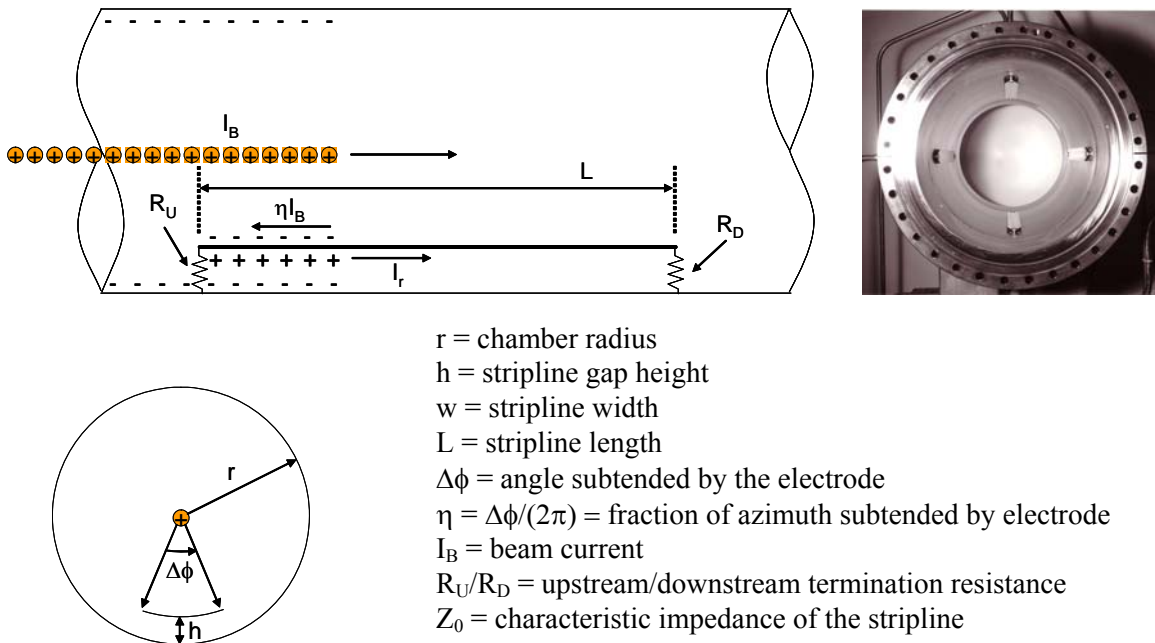 I_B
L
R_U
ηI_B
R_D
I_r
- - - - - - - -
+ + + + + + + + + + + + + + +
- - - - - -
+ + + + + +
- - - - - - - -
r = chamber radius
h = stripline gap height
w = stripline width
L = stripline length
Δϕ = angle subtended by the electrode
η = Δϕ/(2π) = fraction of azimuth subtended by electrode
I_B = beam current
R_U/R_D = upstream/downstream termination resistance
Z_0 = characteristic impedance of the stripline
r
+
Δϕ
h